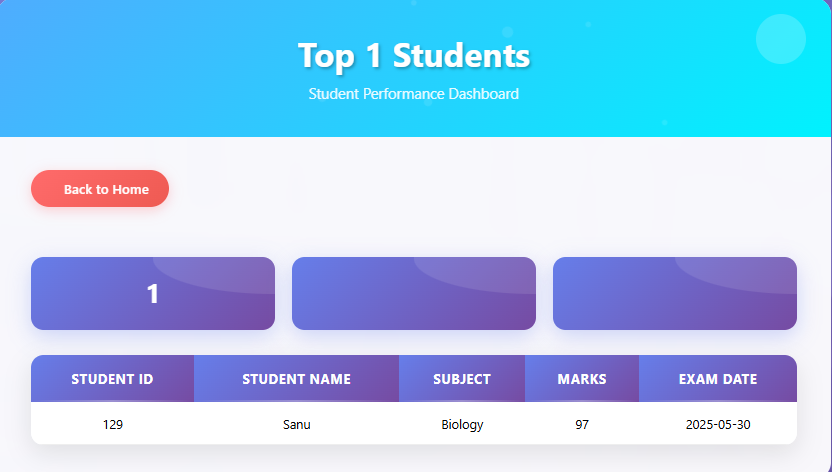 Top 1 Students
Student Performance Dashboard
Back to Home
1
STUDENT ID STUDENT NAME SUBJECT MARKS EXAM DATE
129 Sanu Biology 97 2025-05-30